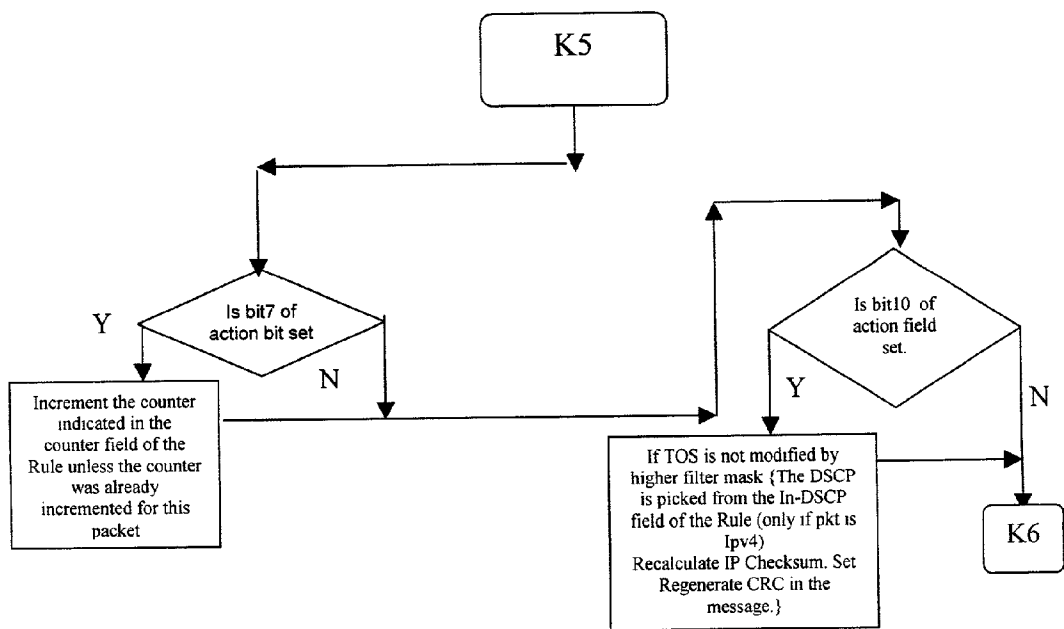 K5
Is bit7 of
action bit set
Y
N
Increment the counter
indicated in the
counter field of the
Rule unless the counter
was already
incremented for this
packet
Is bit10 of
action field
set.
Y
N
If TOS is not modified by
higher filter mask {The DSCP
is picked from the In-DSCP
field of the Rule (only if pkt is
Ipv4)
Recalculate IP Checksum. Set
Regenerate CRC in the
message.}
K6